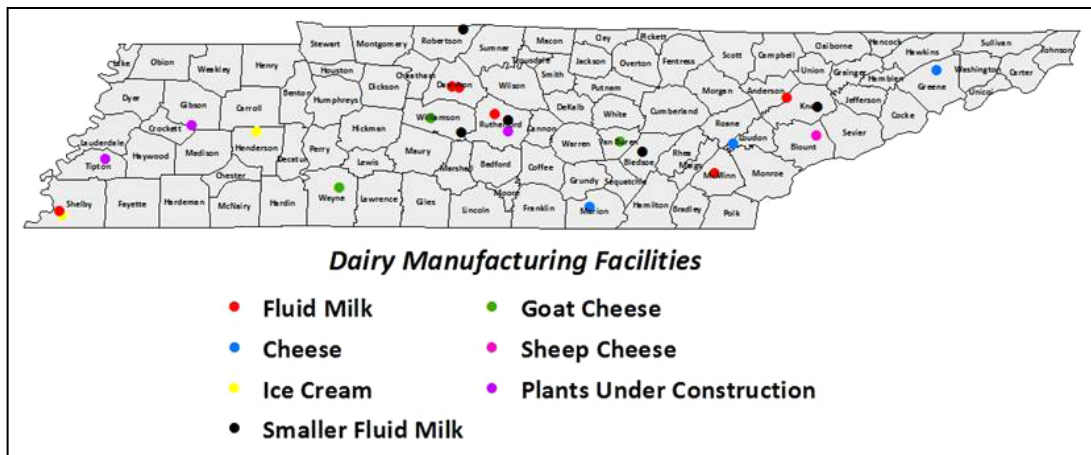 Stewart Montgomery Robertson Sumner Macon Clay Pickett Scott Campbell Claiborne Hancock Hawkins Sullivan Johnson
Lake Obion Weakley Henry Houston Cheatham Trousdale Jackson Overton Fentress Union Grainger Hamblen Washington Carter
Dyer Gibson Carroll Benton Humphreys Dickson Davidson Wilson Smith Putnam Morgan Anderson Knox Jefferson Greene Unicoi
Lauderdale Crockett Henderson Hickman Williamson Rutherford DeKalb White Cumberland Roane Loudon Sevier Cocke
Tipton Haywood Madison Decatur Perry Lewis Maury Cannon Warren Van Buren Bledsoe Rhea Meigs Blount
Chester Marshall Bedford Coffee Grundy Sequatchie McMinn Monroe
Shelby Fayette Hardeman McNairy Hardin Wayne Lawrence Giles Lincoln Moore Franklin Marion Hamilton Bradley Polk
Dairy Manufacturing Facilities
Fluid Milk
Goat Cheese
Cheese
Sheep Cheese
Ice Cream
Plants Under Construction
Smaller Fluid Milk